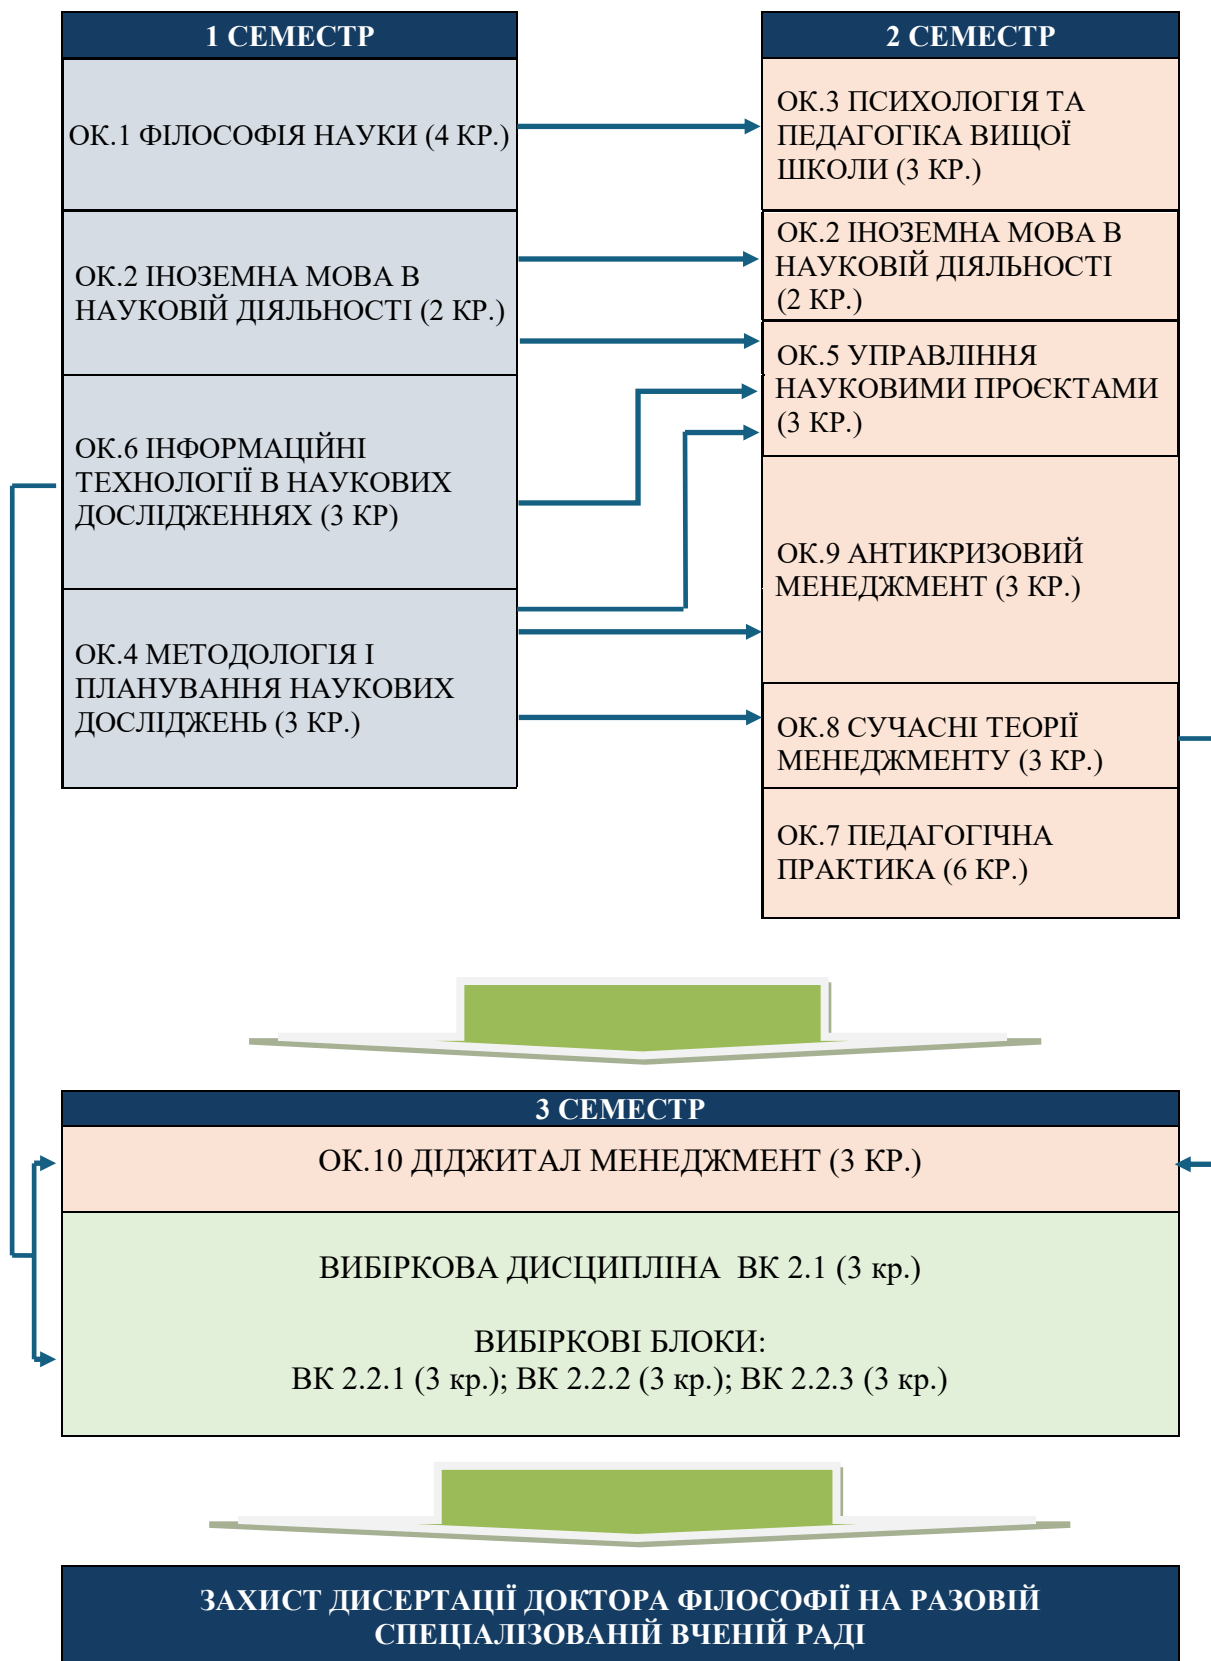 1 СЕМЕСТР
ОК.1 ФІЛОСОФІЯ НАУКИ (4 КР.)
ОК.2 ІНОЗЕМНА МОВА В
НАУКОВІЙ ДІЯЛЬНОСТІ (2 КР.)
ОК.6 ІНФОРМАЦІЙНІ
ТЕХНОЛОГІЇ В НАУКОВИХ
ДОСЛІДЖЕННЯХ (3 КР)
ОК.4 МЕТОДОЛОГІЯ І
ПЛАНУВАННЯ НАУКОВИХ
ДОСЛІДЖЕНЬ (3 КР.)
2 СЕМЕСТР
ОК.3 ПСИХОЛОГІЯ ТА
ПЕДАГОГІКА ВИЩОЇ
ШКОЛИ (3 КР.)
ОК.2 ІНОЗЕМНА МОВА В
НАУКОВІЙ ДІЯЛЬНОСТІ
(2 КР.)
ОК.5 УПРАВЛІННЯ
НАУКОВИМИ ПРОЄКТАМИ
(3 КР.)
ОК.9 АНТИКРИЗОВИЙ
МЕНЕДЖМЕНТ (3 КР.)
ОК.8 СУЧАСНІ ТЕОРІЇ
МЕНЕДЖМЕНТУ (3 КР.)
ОК.7 ПЕДАГОГІЧНА
ПРАКТИКА (6 КР.)
3 СЕМЕСТР
ОК.10 ДІДЖИТАЛ МЕНЕДЖМЕНТ (3 КР.)
ВИБІРКОВА ДИСЦИПЛІНА ВК 2.1 (3 кр.)
ВИБІРКОВІ БЛОКИ:
ВК 2.2.1 (3 кр.); ВК 2.2.2 (3 кр.); ВК 2.2.3 (3 кр.)
ЗАХИСТ ДИСЕРТАЦІЇ ДОКТОРА ФІЛОСОФІЇ НА РАЗОВІЙ
СПЕЦІАЛІЗОВАНІЙ ВЧЕНІЙ РАДІ